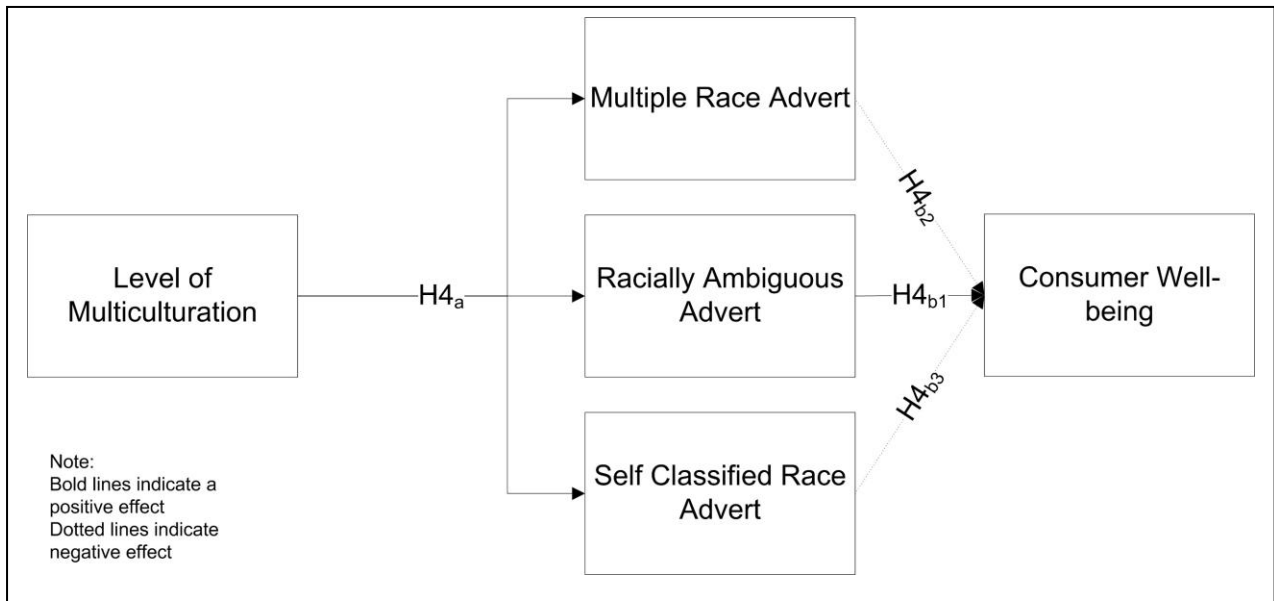 Multiple Race Advert
H4b2
Level of
Multiculturation
H4a
Racially Ambiguous
Advert
H4b1
Consumer Well-
being
H4b3
Self Classified Race
Advert
Note:
Bold lines indicate a
positive effect
Dotted lines indicate
negative effect